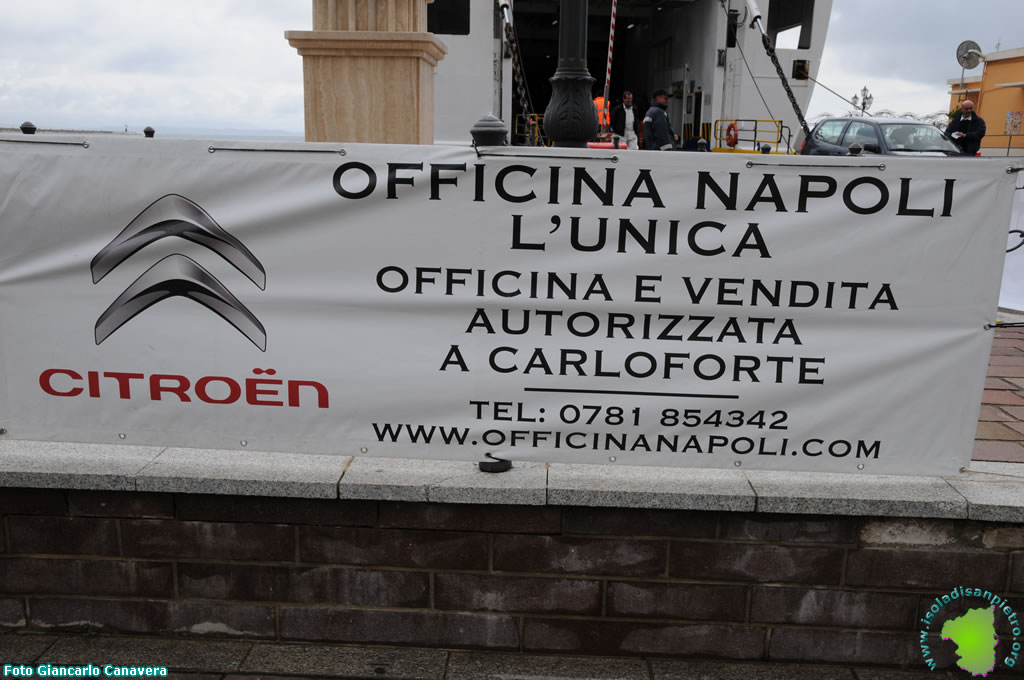 OFFICINA NAPOLI
L'UNICA
OFFICINA E VENDITA
AUTORIZZATA
A CARLOFORTE
TEL: 0781 854342
WWW.OFFICINANAPOLI.COM
CITROËN
Foto Giancarlo Canavera
www.isoladisanpietro.org